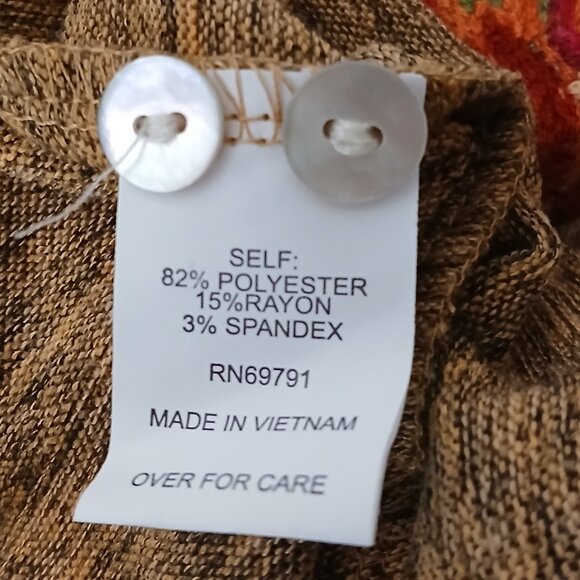 SELF:
82% POLYESTER
15%RAYON
3% SPANDEX
RN69791
MADE IN VIETNAM
OVER FOR CARE